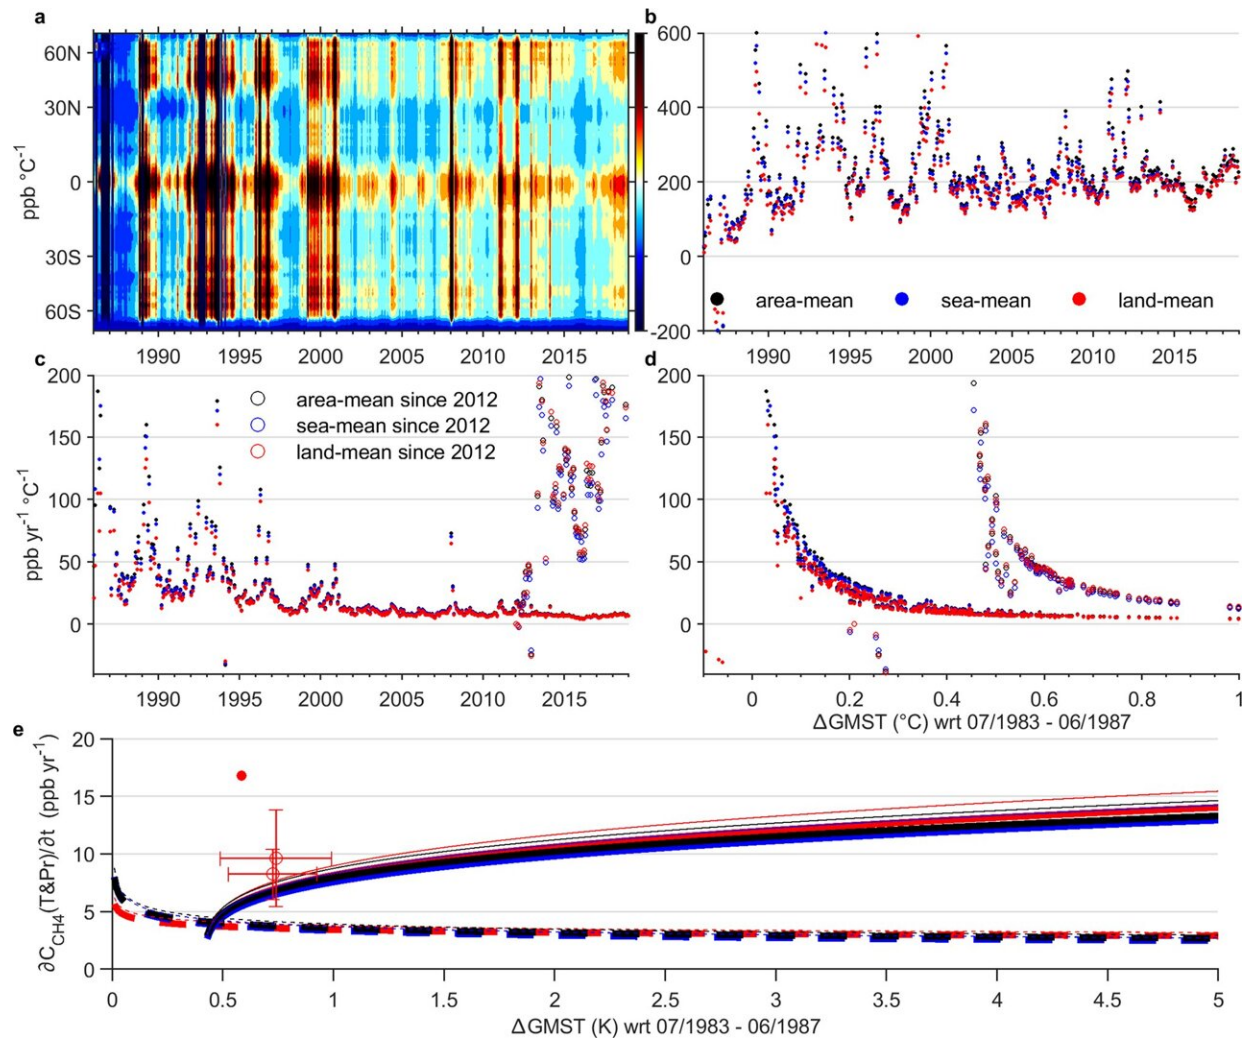 a
60N
30N
0
30S
60S
ppb °C⁻¹
1990 1995 2000 2005 2010 2015
b
600
400
200
0
-200
area-mean sea-mean land-mean
1990 1995 2000 2005 2010 2015
c
200
150
100
50
0
ppb yr⁻¹ °C⁻¹
area-mean since 2012
sea-mean since 2012
land-mean since 2012
1990 1995 2000 2005 2010 2015
d
200
150
100
50
0
0 0.2 0.4 0.6 0.8 1
ΔGMST (°C) wrt 07/1983 - 06/1987
e
20
15
10
5
0
∂C_CH4(T&Pr)/∂t (ppb yr⁻¹)
0 0.5 1 1.5 2 2.5 3 3.5 4 4.5 5
ΔGMST (K) wrt 07/1983 - 06/1987